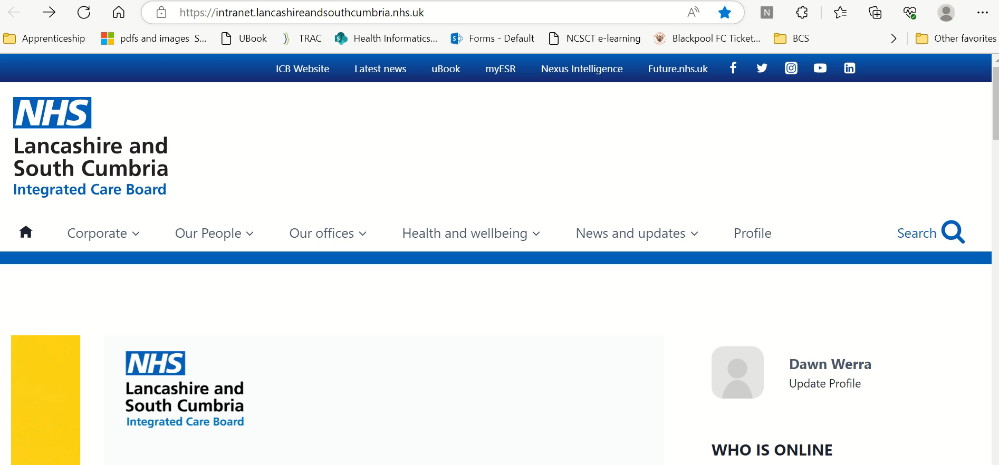 https://intranet.lancashireandsouthcumbria.nhs.uk
Apprenticeship pdfs and images S... UBook TRAC Health Informatics... Forms - Default NCSCT e-learning Blackpool FC Ticket... BCS Other favorites
ICB Website Latest news uBook myESR Nexus Intelligence Future.nhs.uk
NHS
Lancashire and
South Cumbria
Integrated Care Board
Corporate Our People Our offices Health and wellbeing News and updates Profile Search
NHS
Lancashire and
South Cumbria
Integrated Care Board
Dawn Werra
Update Profile
WHO IS ONLINE